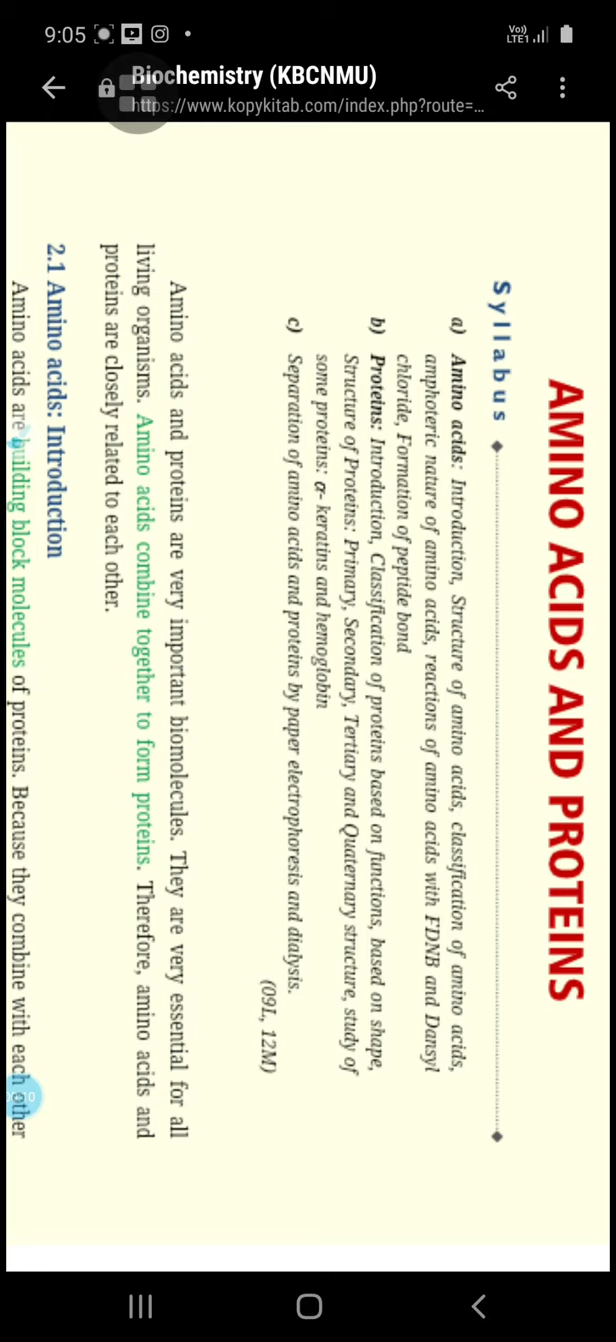 9:05
Vo))
LTE1
Biochemistry (KBCNMU)
https://www.kopykitab.com/index.php?route=...
AMINO ACIDS AND PROTEINS
Syllabus
a) Amino acids: Introduction, Structure of amino acids, classification of amino acids,
amphoteric nature of amino acids, reactions of amino acids with FDNB and Dansyl
chloride, Formation of peptide bond
b) Proteins: Introduction, Classification of proteins based on functions, based on shape,
Structure of Proteins: Primary, Secondary, Tertiary and Quaternary structure, study of
some proteins: α- keratins and hemoglobin
c) Separation of amino acids and proteins by paper electrophoresis and dialysis.
(09L, 12M)
Amino acids and proteins are very important biomolecules. They are very essential for all
living organisms. Amino acids combine together to form proteins. Therefore, amino acids and
proteins are closely related to each other.
2.1 Amino acids: Introduction
Amino acids are building block molecules of proteins. Because they combine with each other